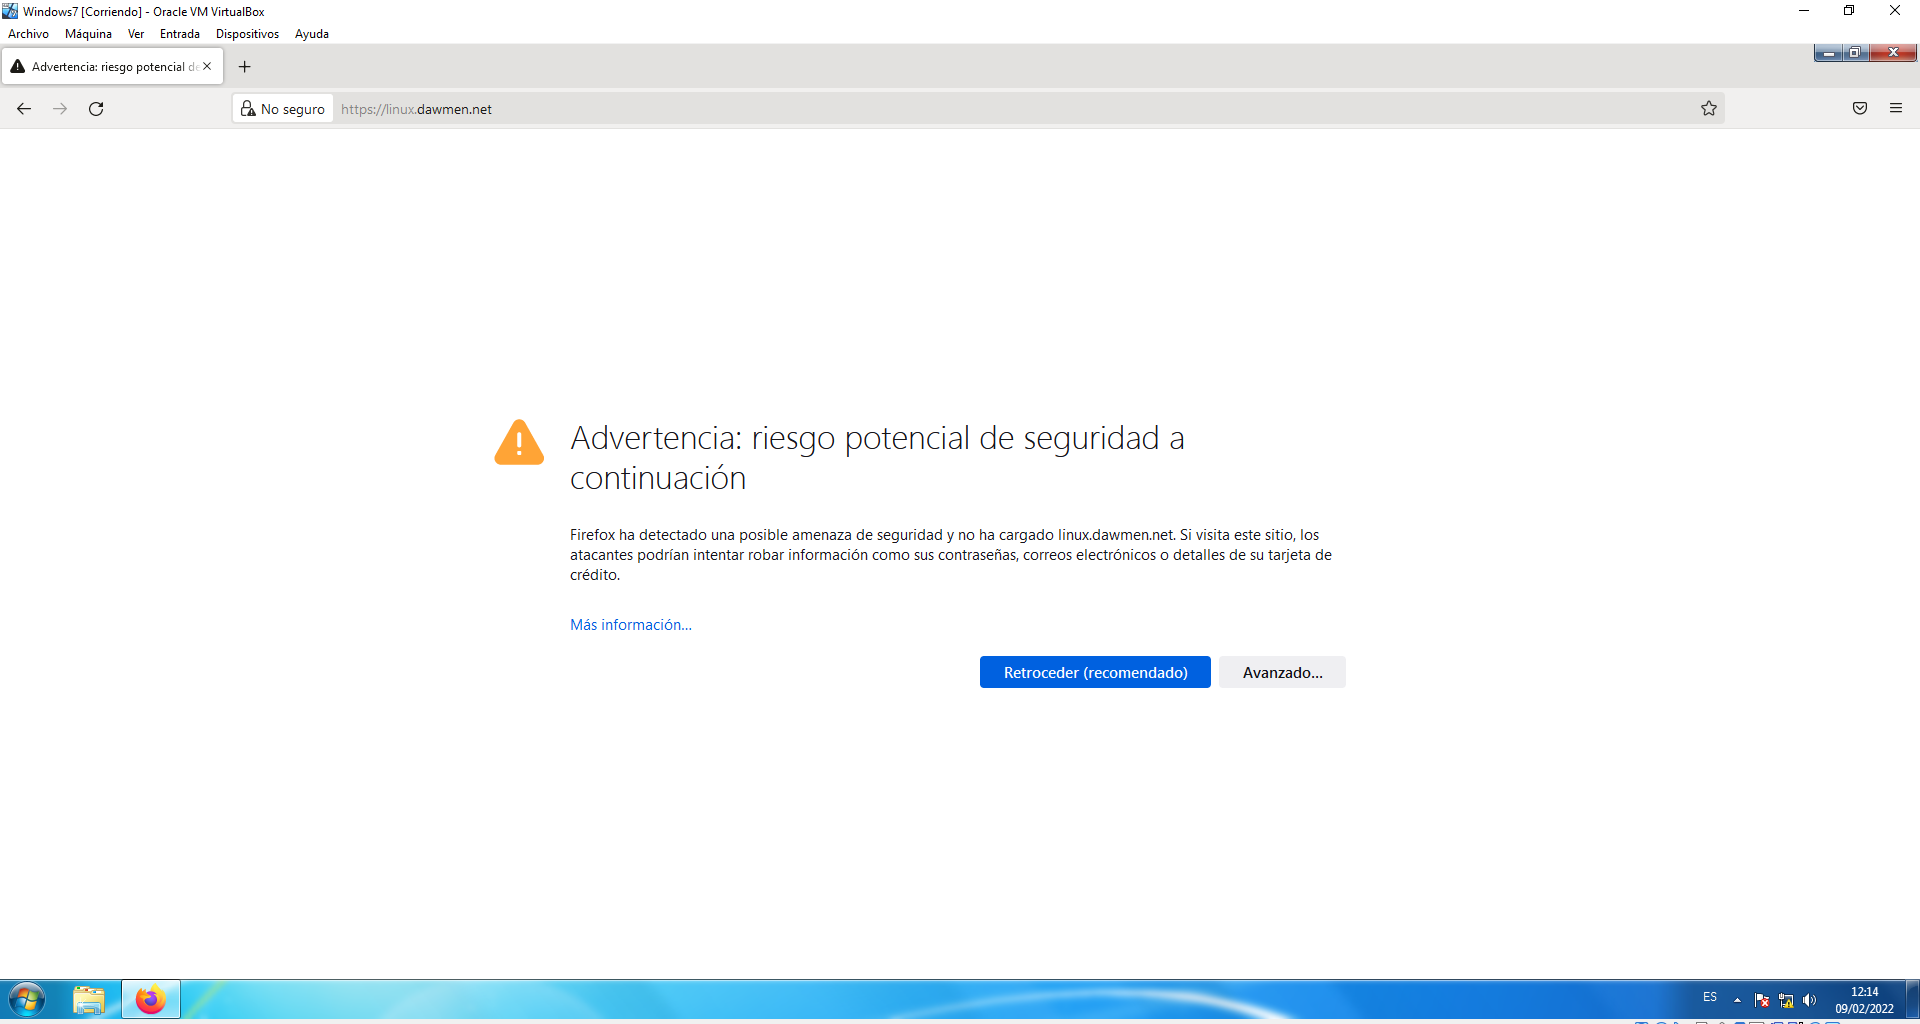 Windows7 [Corriendo] - Oracle VM VirtualBox
Archivo Máquina Ver Entrada Dispositivos Ayuda
Advertencia: riesgo potencial de
No seguro https://linux.dawmen.net
Advertencia: riesgo potencial de seguridad a
continuación
Firefox ha detectado una posible amenaza de seguridad y no ha cargado linux.dawmen.net. Si visita este sitio, los
atacantes podrían intentar robar información como sus contraseñas, correos electrónicos o detalles de su tarjeta de
crédito.
Más información...
Retroceder (recomendado) Avanzado...
ES
12:14
09/02/2022